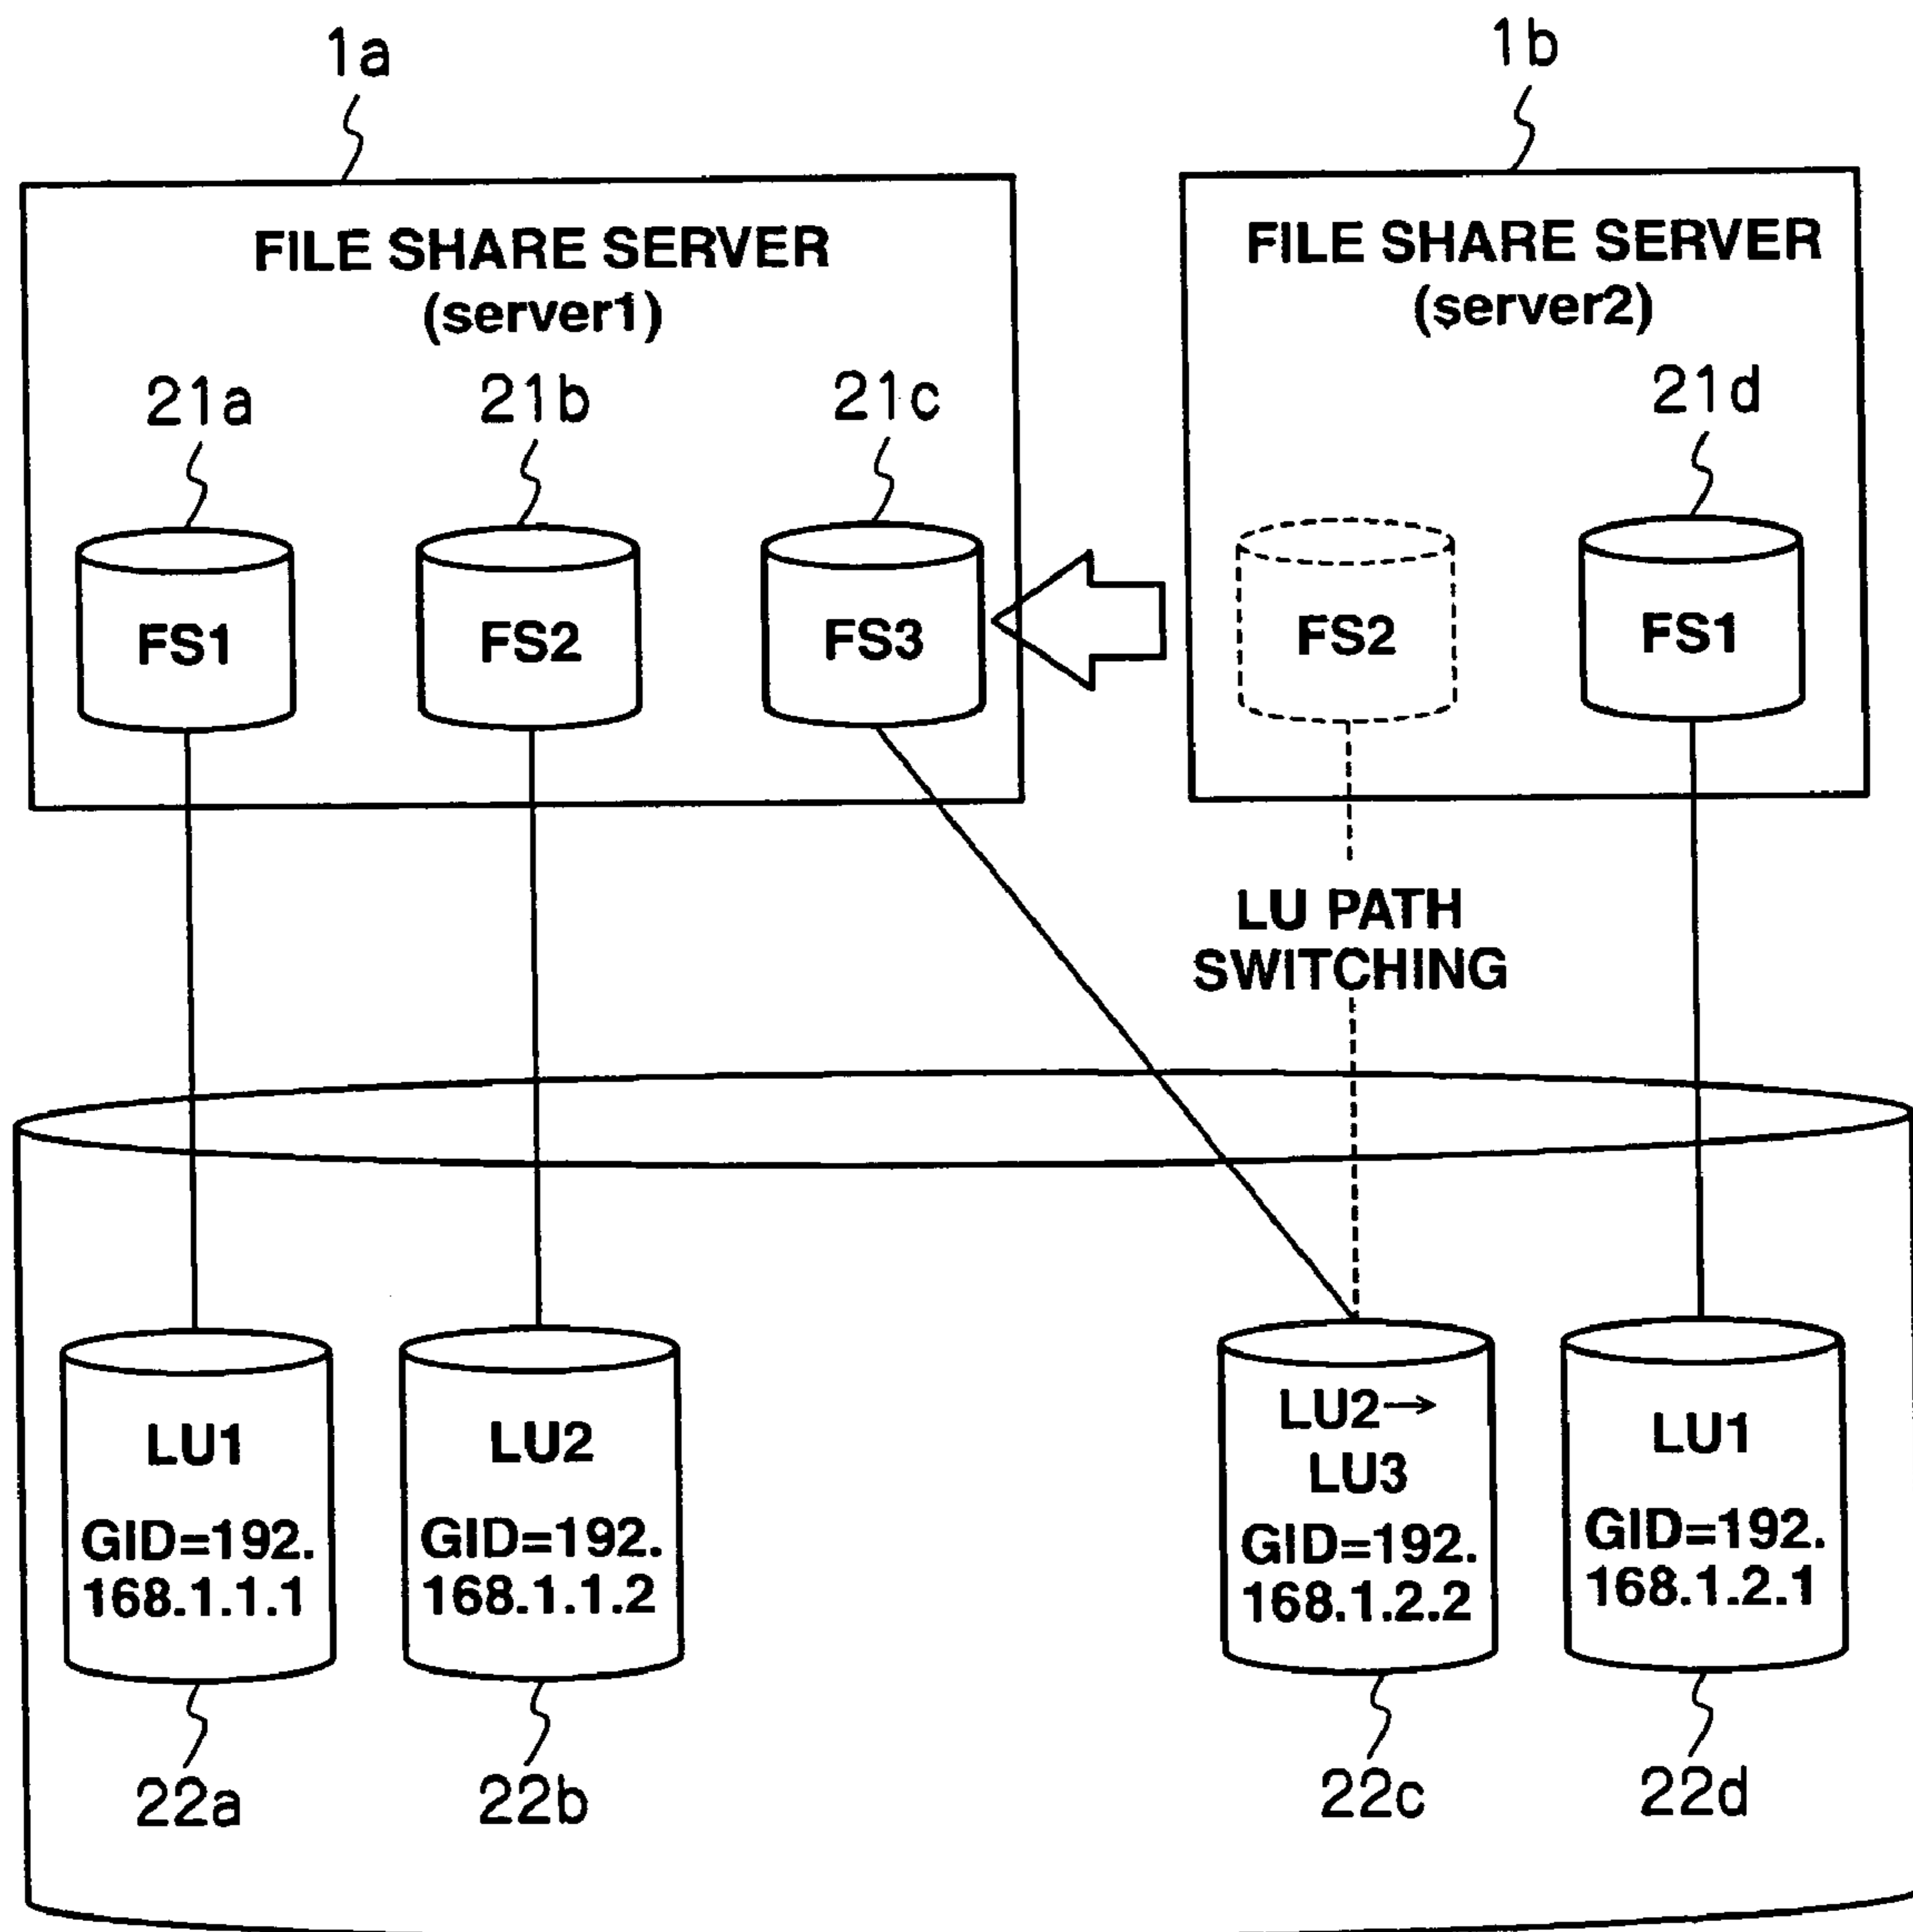 1a
1b
FILE SHARE SERVER
(server1)
FILE SHARE SERVER
(server2)
21a
21b
21c
21d
FS1
FS2
FS3
FS2
FS1
LU PATH
SWITCHING
LU1
GID=192.
168.1.1.1
LU2
GID=192.
168.1.1.2
LU2→
LU3
GID=192.
168.1.2.2
LU1
GID=192.
168.1.2.1
22a
22b
22c
22d